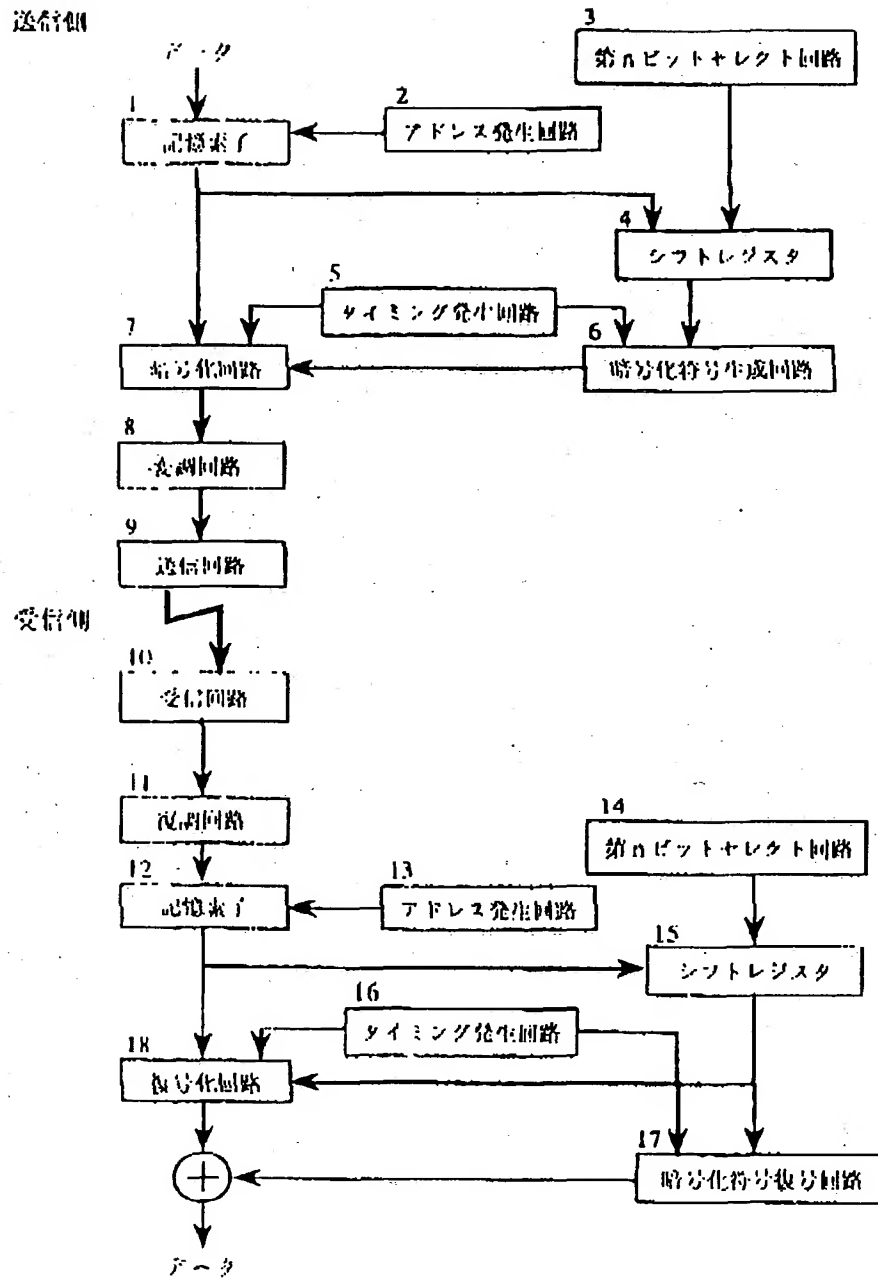 送信側
データ
3
第nビットセレクト回路
1
記憶素子
2
アドレス発生回路
4
シフトレジスタ
5
タイミング発生回路
7
暗号化回路
6
暗号化符号生成回路
8
変調回路
9
送信回路
受信側
10
受信回路
11
復調回路
12
記憶素子
13
アドレス発生回路
14
第nビットセレクト回路
15
シフトレジスタ
16
タイミング発生回路
18
復号化回路
17
暗号化符号復号回路
データ